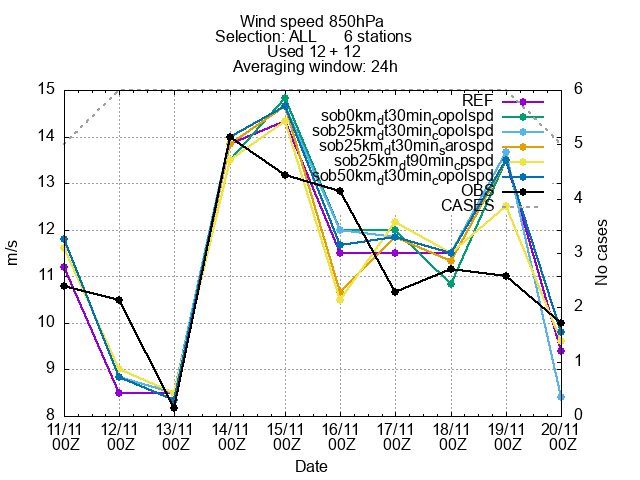 Wind speed 850hPa
Selection: ALL 6 stations
Used 12 + 12
Averaging window: 24h
15
14
13
12
11
10
9
8
m/s
6
5
4
3
2
1
0
No cases
REF
sob0km_dt30min_copolspd
sob25km_dt30min_copolspd
sob25km_dt30min_sarospd
sob25km_dt90min_cpspd
sob50km_dt30min_copolspd
OBS
CASES
11/11 12/11 13/11 14/11 15/11 16/11 17/11 18/11 19/11 20/11
00Z 00Z 00Z 00Z 00Z 00Z 00Z 00Z 00Z 00Z
Date